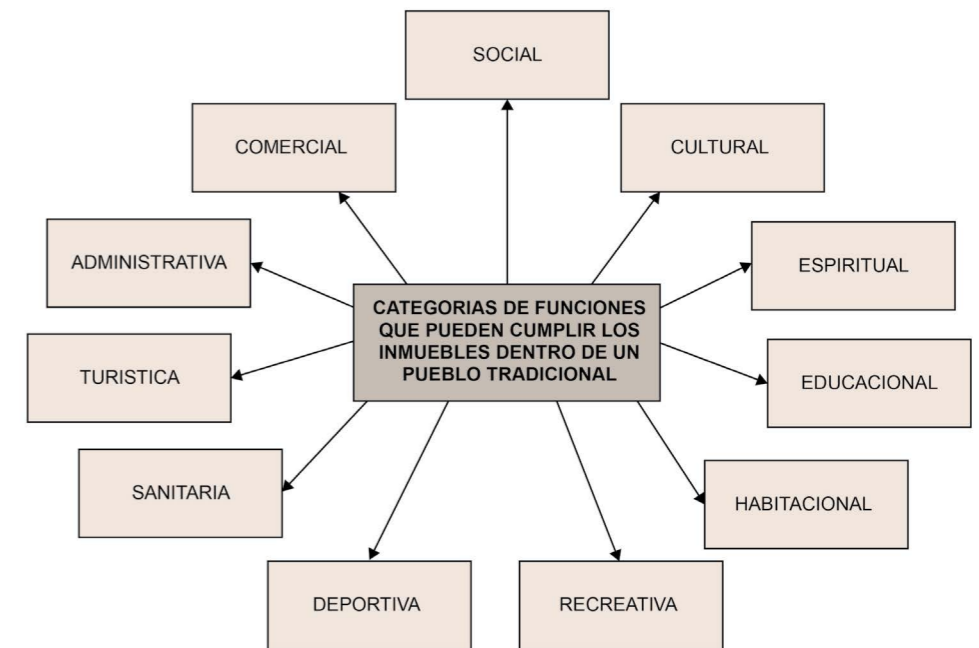 SOCIAL
COMERCIAL
CULTURAL
ADMINISTRATIVA
ESPIRITUAL
CATEGORIAS DE FUNCIONES
QUE PUEDEN CUMPLIR LOS
INMUEBLES DENTRO DE UN
PUEBLO TRADICIONAL
TURISTICA
EDUCACIONAL
SANITARIA
HABITACIONAL
DEPORTIVA
RECREATIVA